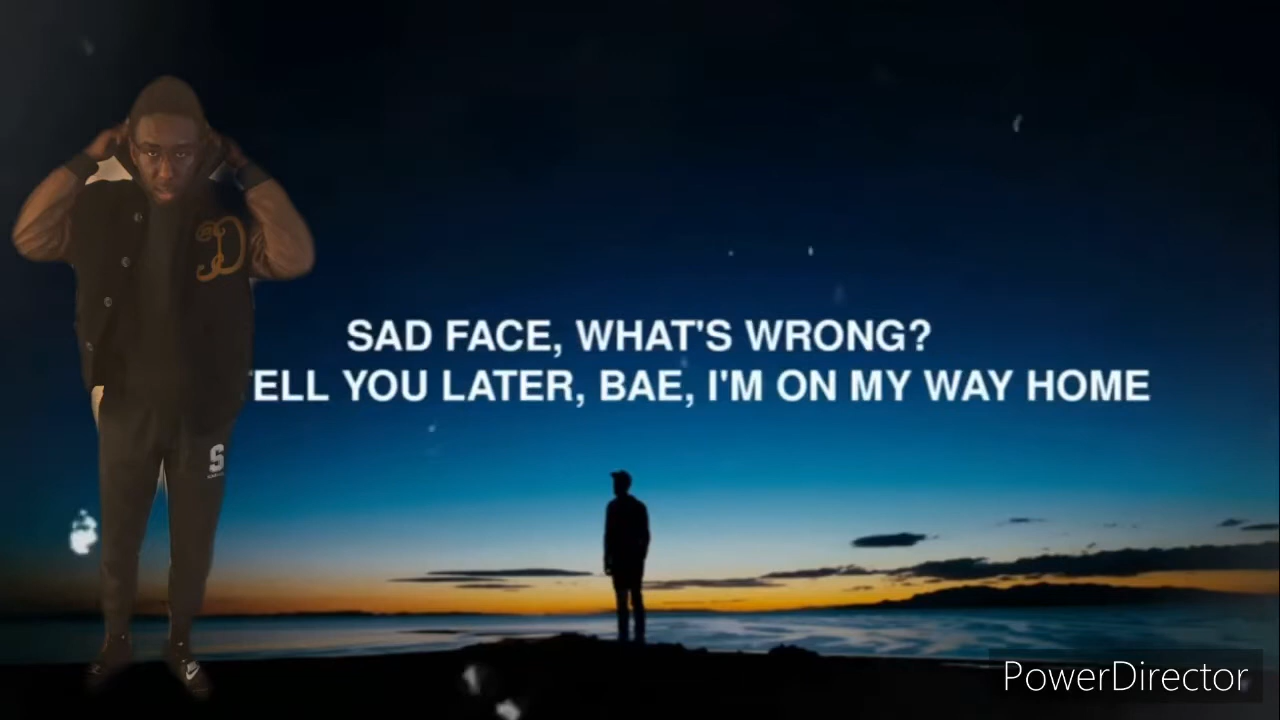 SAD FACE, WHAT'S WRONG?
ELL YOU LATER, BAE, I'M ON MY WAY HOME
D
S
PowerDirector